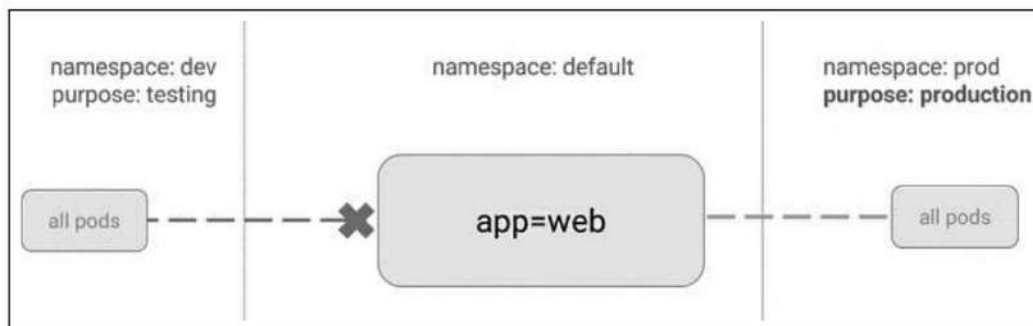 namespace: dev
purpose: testing
namespace: default
namespace: prod
purpose: production
all pods
app=web
all pods